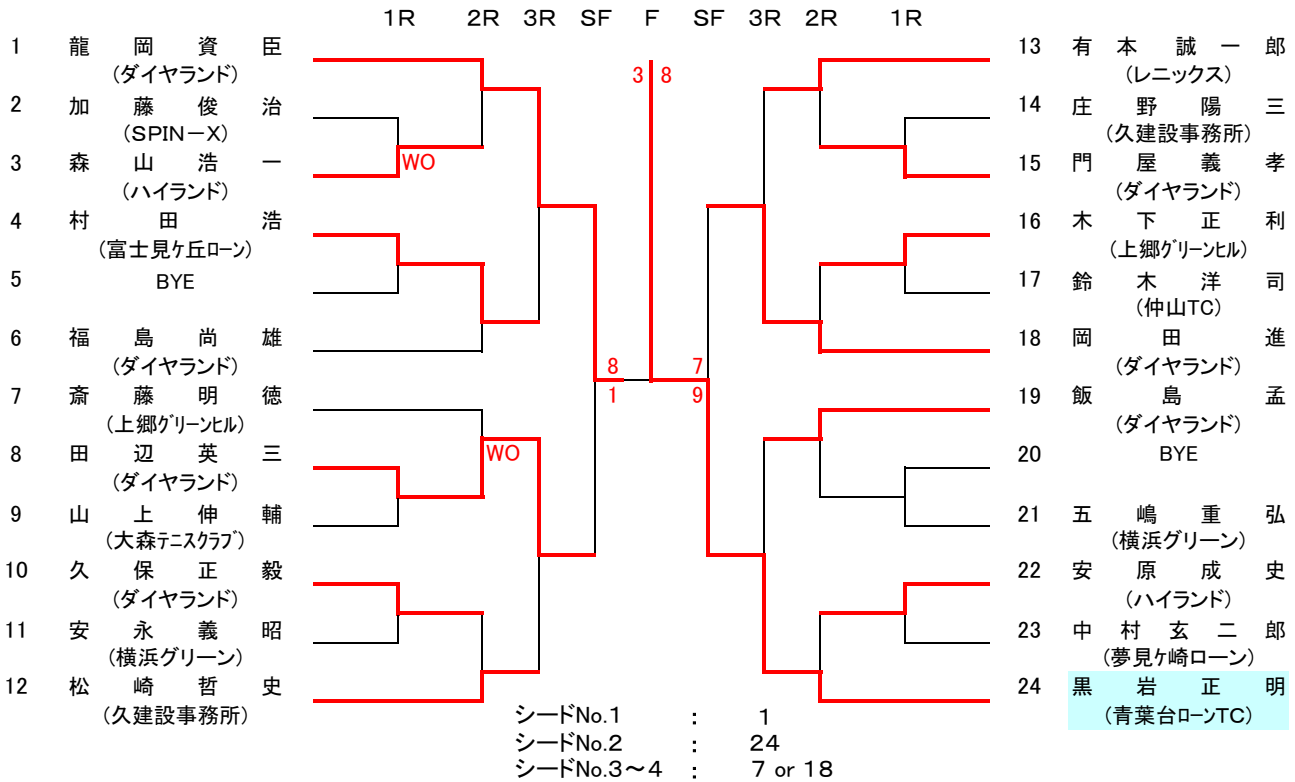 1R 2R 3R SF F SF 3R 2R 1R
1 龍岡資臣
(ダイヤランド)
2 加藤俊治
(SPIN-X)
3 森山浩一
(ハイランド)
4 村田浩
(富士見ケ丘ローン)
5 BYE
6 福島尚雄
(ダイヤランド)
7 斎藤明徳
(上郷グリーンヒル)
8 田辺英三
(ダイヤランド)
9 山上伸輔
(大森テニスクラブ)
10 久保正毅
(ダイヤランド)
11 安永義昭
(横浜グリーン)
12 松崎哲史
(久建設事務所)
WO
WO
8
1
3 8
7
9
13 有本誠一郎
(レニックス)
14 庄野陽三
(久建設事務所)
15 門屋義孝
(ダイヤランド)
16 木下正利
(上郷グリーンヒル)
17 鈴木洋司
(仲山TC)
18 岡田進
(ダイヤランド)
19 飯島孟
(ダイヤランド)
20 BYE
21 五嶋重弘
(横浜グリーン)
22 安原成史
(ハイランド)
23 中村玄二郎
(夢見ケ崎ローン)
24 黒岩正明
(青葉台ローンTC)
シードNo.1 : 1
シードNo.2 : 24
シードNo.3~4 : 7 or 18